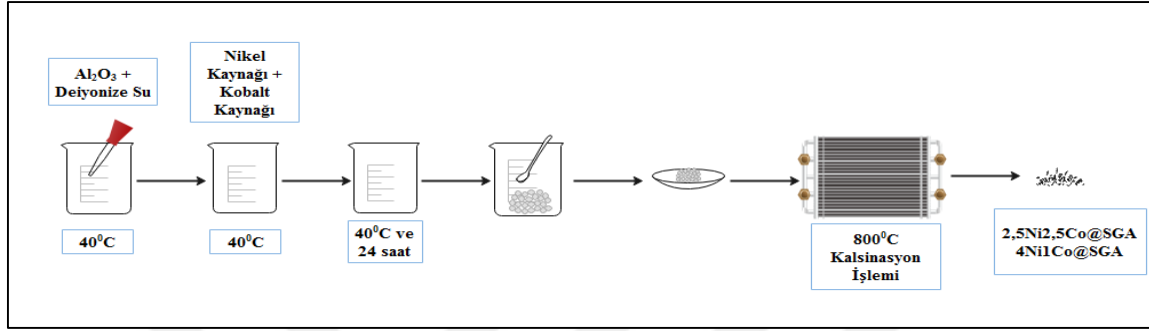 Al₂O₃ +
Deiyonize Su
40⁰C
Nikel
Kaynağı +
Kobalt
Kaynağı
40⁰C
40⁰C ve
24 saat
800⁰C
Kalsinasyon
İşlemi
2,5Ni2,5Co@SGA
4Ni1Co@SGA